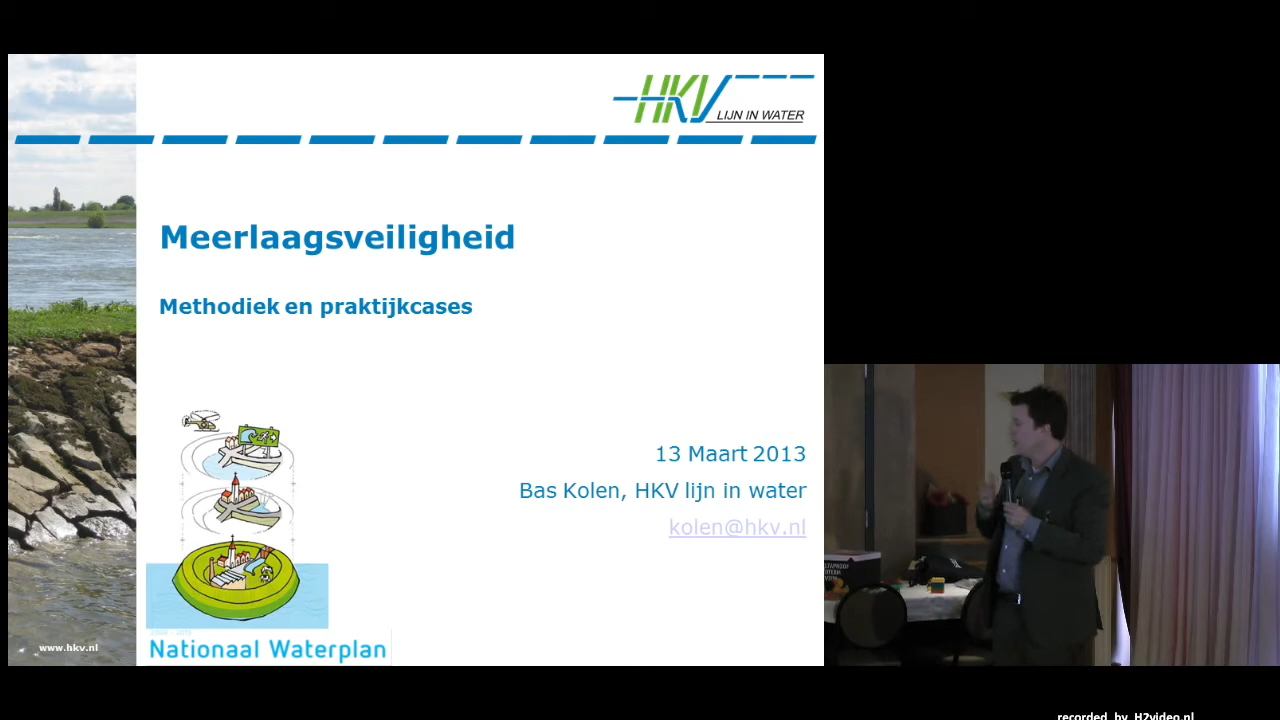 HKV
LIJN IN WATER
Meerlaagsveiligheid
Methodiek en praktijkcases
13 Maart 2013
Bas Kolen, HKV lijn in water
kolen@hkv.nl
Nationaal Waterplan
www.hkv.nl
recorded by H2video.nl